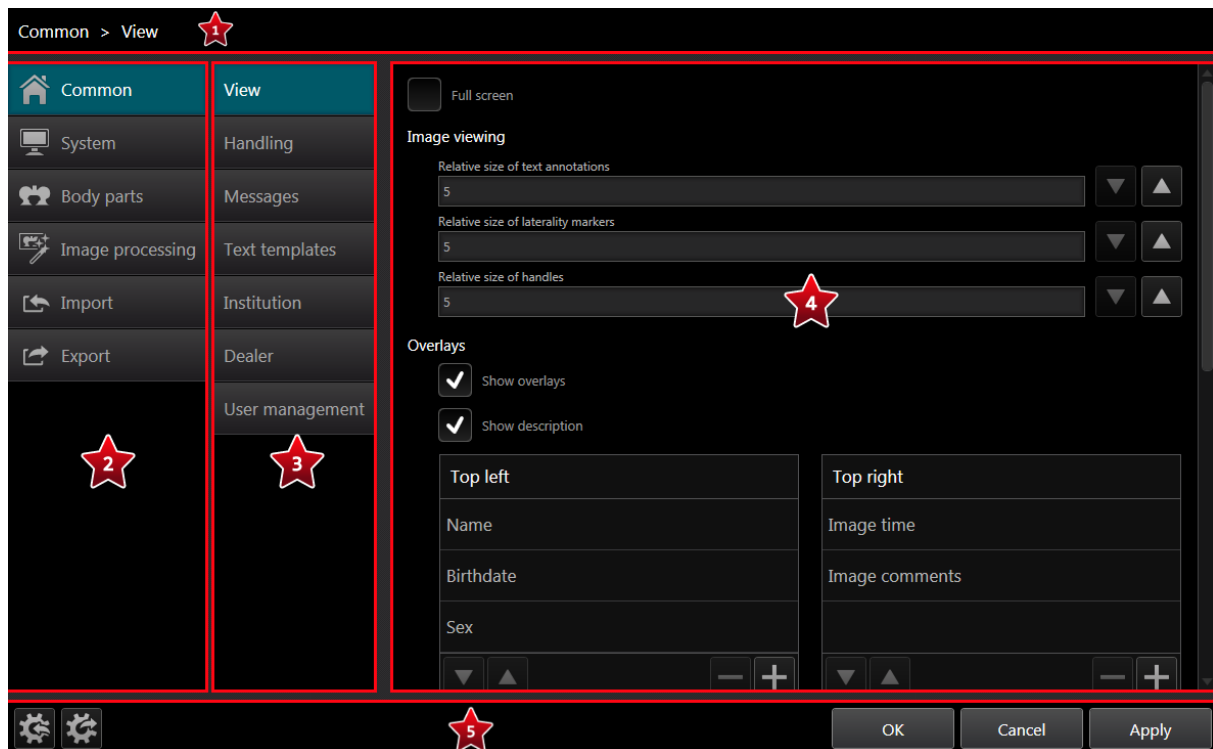 Common > View
1
Common
System
Body parts
Image processing
Import
Export
2
View
Handling
Messages
Text templates
Institution
Dealer
User management
3
Full screen
Image viewing
Relative size of text annotations
5
Relative size of laterality markers
5
Relative size of handles
5
4
Overlays
Show overlays
Show description
Top left
Name
Birthdate
Sex
Top right
Image time
Image comments
5
OK
Cancel
Apply